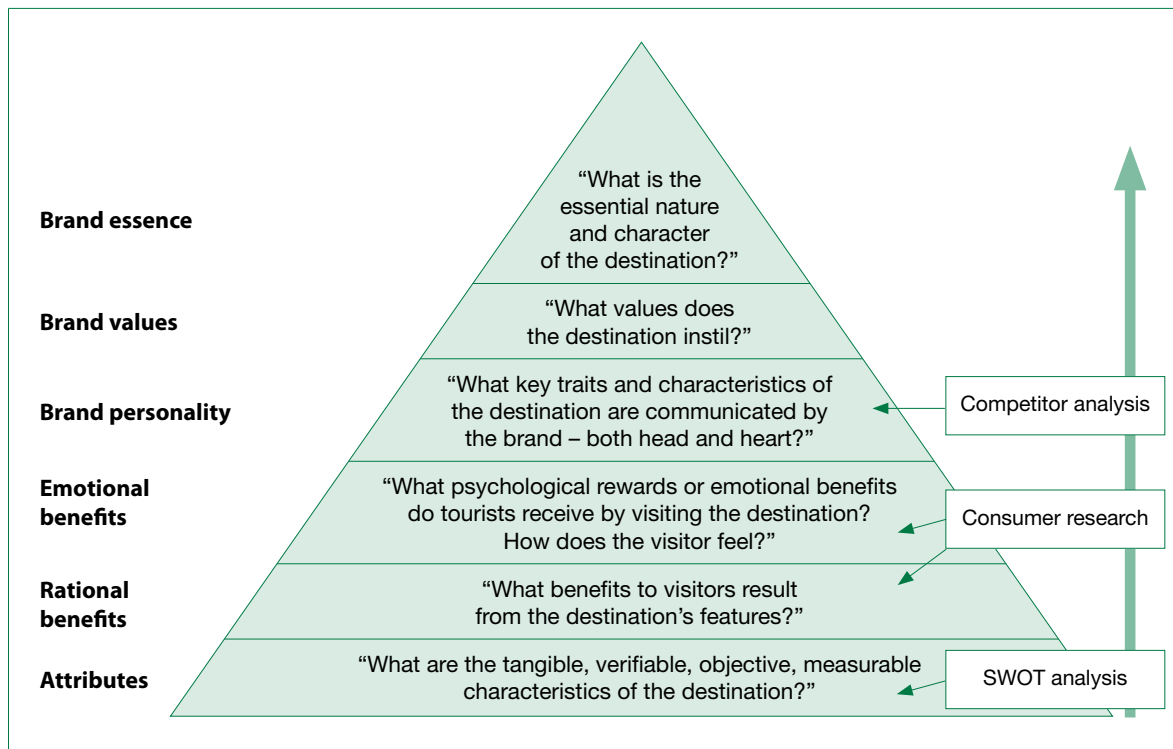 Brand essence
“What is the
essential nature
and character
of the destination?”
Brand values
“What values does
the destination instil?”
Brand personality
“What key traits and characteristics of
the destination are communicated by
the brand – both head and heart?”
Competitor analysis
Emotional
benefits
“What psychological rewards or emotional benefits
do tourists receive by visiting the destination?
How does the visitor feel?”
Consumer research
Rational
benefits
“What benefits to visitors result
from the destination’s features?”
Attributes
“What are the tangible, verifiable, objective, measurable
characteristics of the destination?”
SWOT analysis